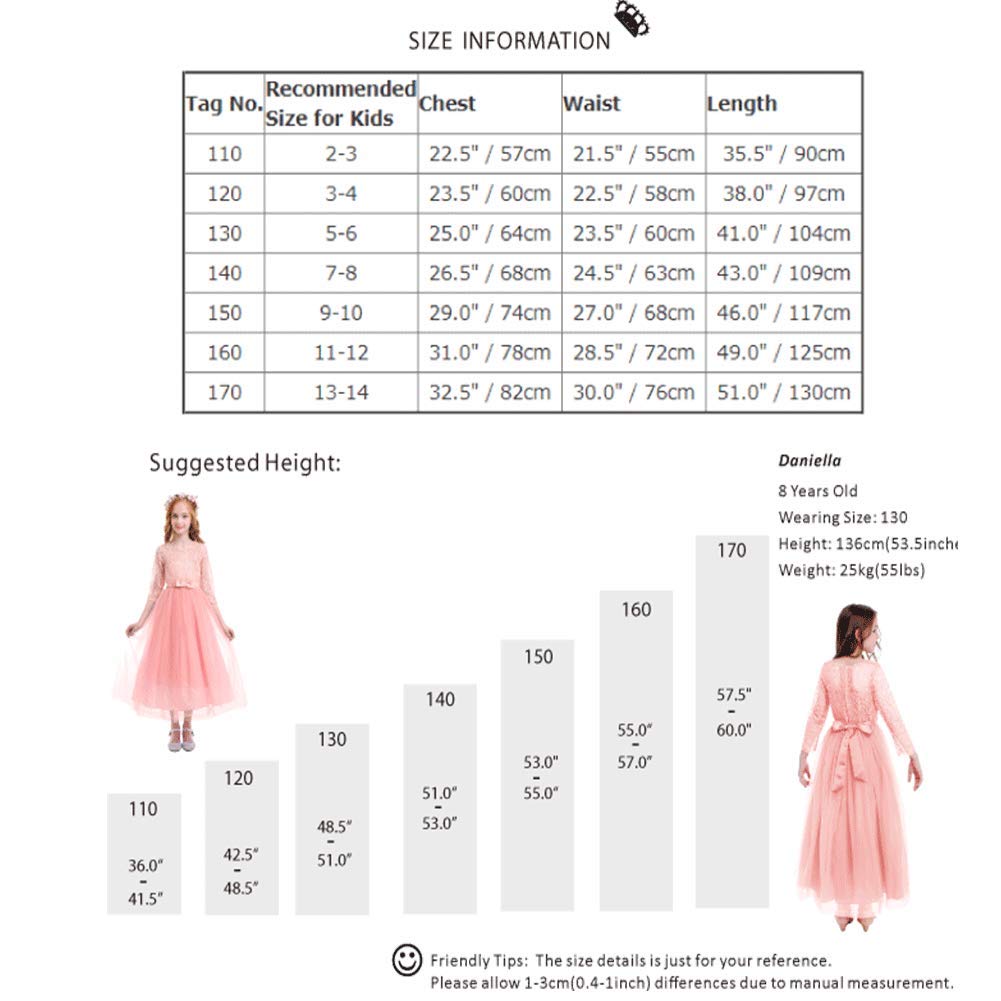 SIZE INFORMATION
Tag No. Recommended Size for Kids Chest Waist Length
110 2-3 22.5" / 57cm 21.5" / 55cm 35.5" / 90cm
120 3-4 23.5" / 60cm 22.5" / 58cm 38.0" / 97cm
130 5-6 25.0" / 64cm 23.5" / 60cm 41.0" / 104cm
140 7-8 26.5" / 68cm 24.5" / 63cm 43.0" / 109cm
150 9-10 29.0" / 74cm 27.0" / 68cm 46.0" / 117cm
160 11-12 31.0" / 78cm 28.5" / 72cm 49.0" / 125cm
170 13-14 32.5" / 82cm 30.0" / 76cm 51.0" / 130cm
Suggested Height:
Daniella
8 Years Old
Wearing Size: 130
Height: 136cm(53.5inche
Weight: 25kg(55lbs)
110
36.0"
-
41.5"
120
42.5"
-
48.5"
130
48.5"
-
51.0"
140
51.0"
-
53.0"
150
53.0"
-
55.0"
160
55.0"
-
57.0"
170
57.5"
-
60.0"
Friendly Tips: The size details is just for your reference.
Please allow 1-3cm(0.4-1inch) differences due to manual measurement.